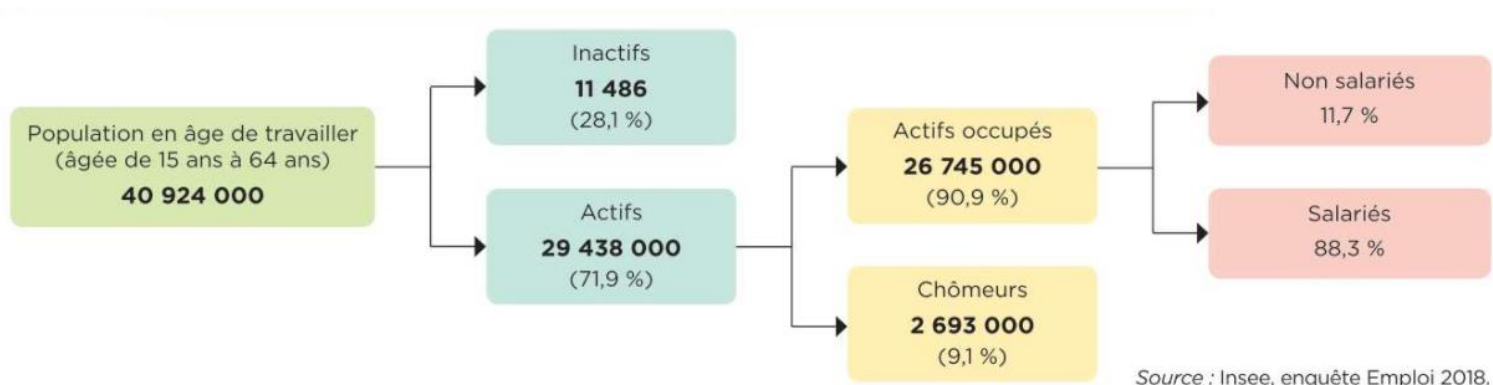 Population en âge de travailler
(âgée de 15 ans à 64 ans)
40 924 000
Inactifs
11 486
(28,1 %)
Actifs
29 438 000
(71,9 %)
Actifs occupés
26 745 000
(90,9 %)
Chômeurs
2 693 000
(9,1 %)
Non salariés
11,7 %
Salariés
88,3 %
Source : Insee, enquête Emploi 2018.